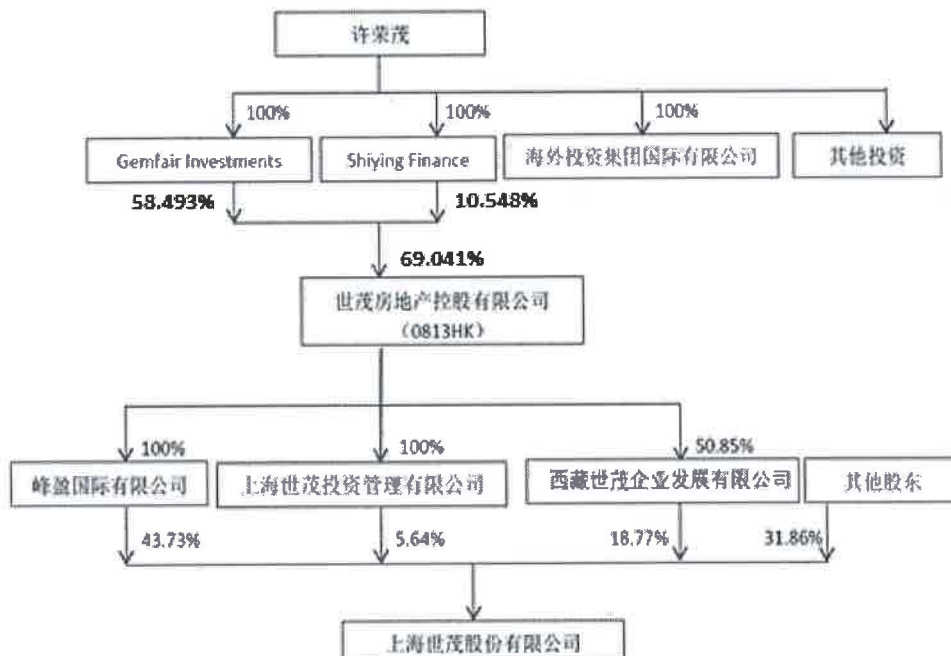 许荣茂
100%
100%
100%
Gemfair Investments
Shiying Finance
海外投资集团国际有限公司
其他投资
58.493%
10.548%
69.041%
世茂房地产控股有限公司
（0813HK）
100%
100%
50.85%
峰盈国际有限公司
上海世茂投资管理有限公司
西藏世茂企业发展有限公司
其他股东
43.73%
5.64%
18.77%
31.86%
上海世茂股份有限公司